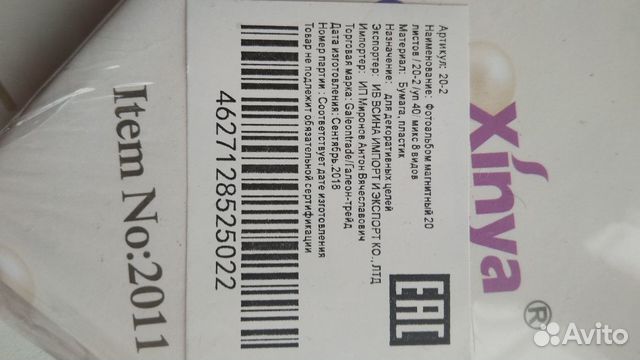 xinya®
Артикул: 20-2
Наименование: Фотоальбом магнитный 20
листов / 20-2 /уп 40/ микс 8 видов
Материал: Бумага, пластик
Назначение: для декоративных целей
Экспортер: ИВ ВСИНА ИМПОРТ И ЭКСПОРТ КО., ЛТД
Импортер: ИП Миронов Антон Вячеславович
Торговая марка: Galeontrade/Галеон-трейд
Дата изготовления: Сентябрь, 2018
Номер партии: Соответствует дате изготовления
Товар не подлежит обязательной сертификации
EAC
4627128525022
Item No:2011
Avito